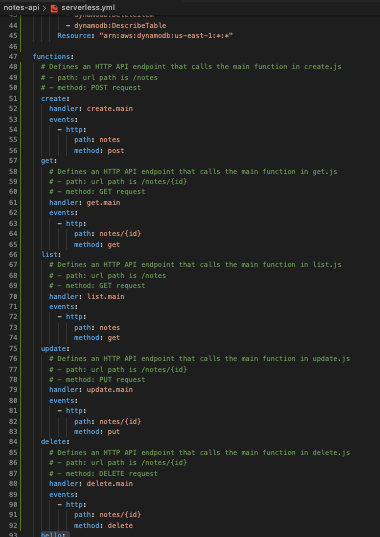 notes-api > serverless.yml
43 - dynamodb:DeleteItem
44 - dynamodb:DescribeTable
45 Resource: "arn:aws:dynamodb:us-east-1:*:*"
46
47 functions:
48 # Defines an HTTP API endpoint that calls the main function in create.js
49 # - path: url path is /notes
50 # - method: POST request
51 create:
52 handler: create.main
53 events:
54 - http:
55 path: notes
56 method: post
57 get:
58 # Defines an HTTP API endpoint that calls the main function in get.js
59 # - path: url path is /notes/{id}
60 # - method: GET request
61 handler: get.main
62 events:
63 - http:
64 path: notes/{id}
65 method: get
66 list:
67 # Defines an HTTP API endpoint that calls the main function in list.js
68 # - path: url path is /notes
69 # - method: GET request
70 handler: list.main
71 events:
72 - http:
73 path: notes
74 method: get
75 update:
76 # Defines an HTTP API endpoint that calls the main function in update.js
77 # - path: url path is /notes/{id}
78 # - method: PUT request
79 handler: update.main
80 events:
81 - http:
82 path: notes/{id}
83 method: put
84 delete:
85 # Defines an HTTP API endpoint that calls the main function in delete.js
86 # - path: url path is /notes/{id}
87 # - method: DELETE request
88 handler: delete.main
89 events:
90 - http:
91 path: notes/{id}
92 method: delete
93 hello: